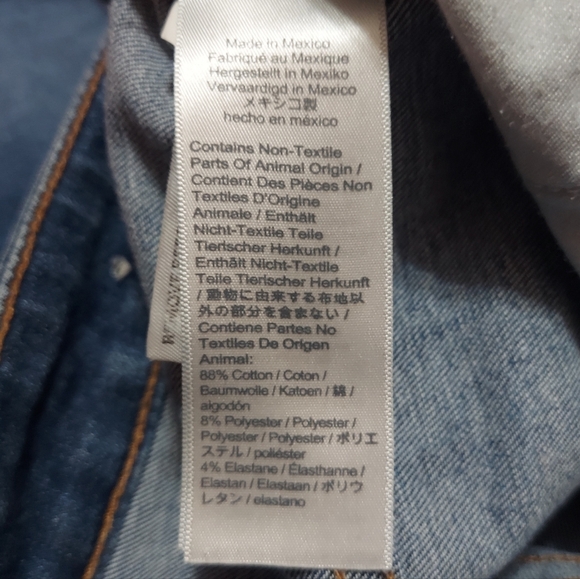 Made in Mexico
Fabriqué au Mexique
Hergestellt in Mexiko
Vervaardigd in Mexico
メキシコ製
hecho en méxico
Contains Non-Textile
Parts Of Animal Origin /
Contient Des Pièces Non
Textiles D'Origine
Animale / Enthält
Nicht-Textile Teile
Tierischer Herkunft /
Enthält Nicht-Textile
Teile Tierischer Herkunft
/ 動物に由来する布地以
外の部分を含まない /
Contiene Partes No
Textiles De Origen
Animal:
88% Cotton / Coton /
Baumwolle / Katoen / 綿 /
algodón
8% Polyester / Polyester /
Polyester / Polyester / ポリエ
ステル / poliéster
4% Elastane / Élasthanne /
Elastan / Elastaan / ポリウ
レタン / elastano
REMOVE